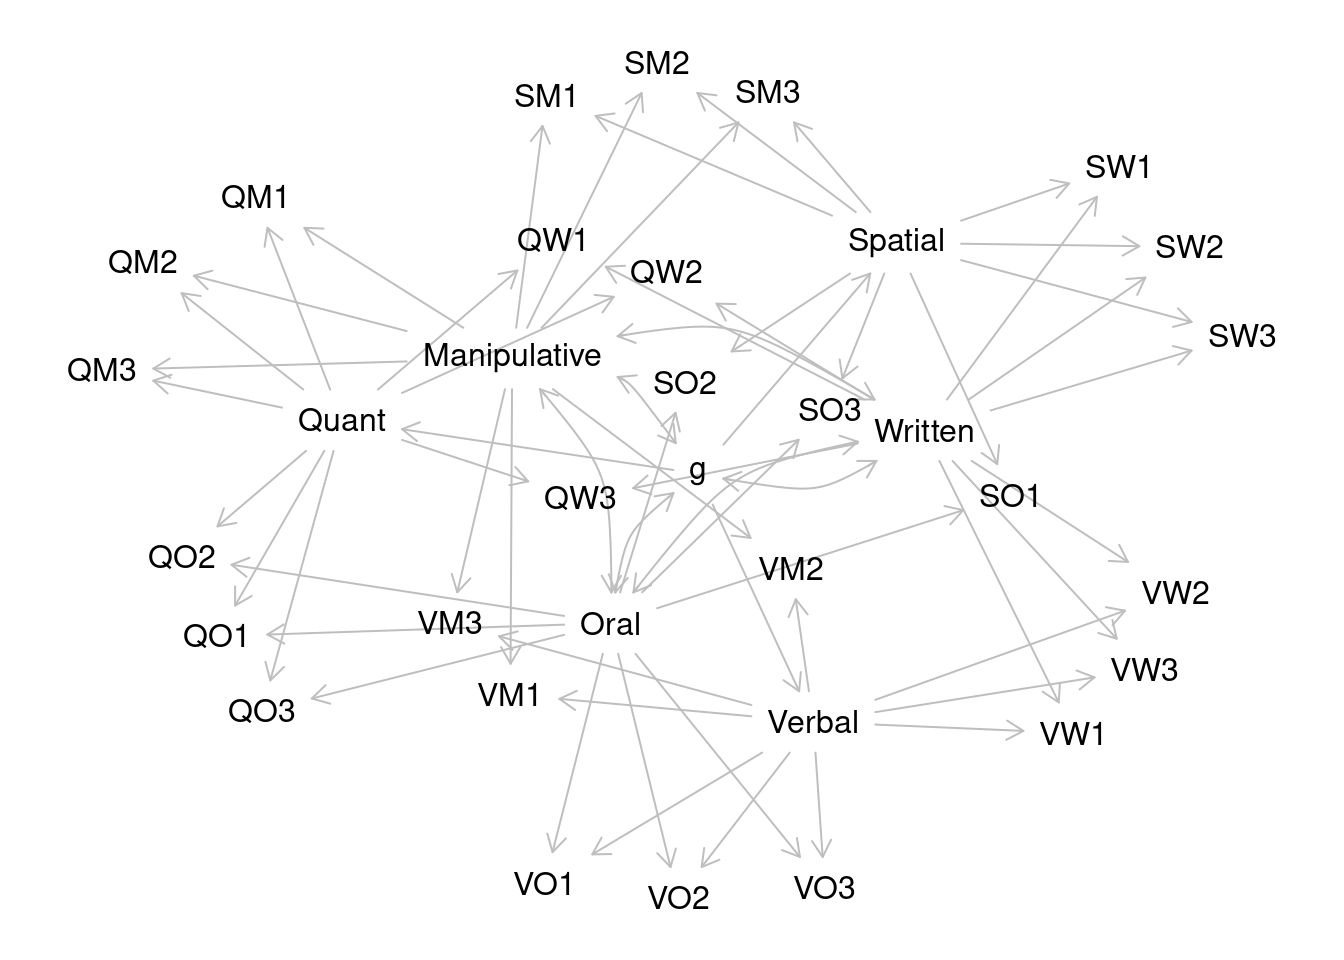 SM2
SM1
SM3
SW1
QM1
QW1
Spatial
SW2
QM2
QW2
SW3
Manipulative
QM3
SO2
SO3
Quant
Written
g
QW3
SO1
QO2
VM2
VW2
VM3
Oral
QO1
VW3
VM1
QO3
Verbal
VW1
VO1
VO2
VO3